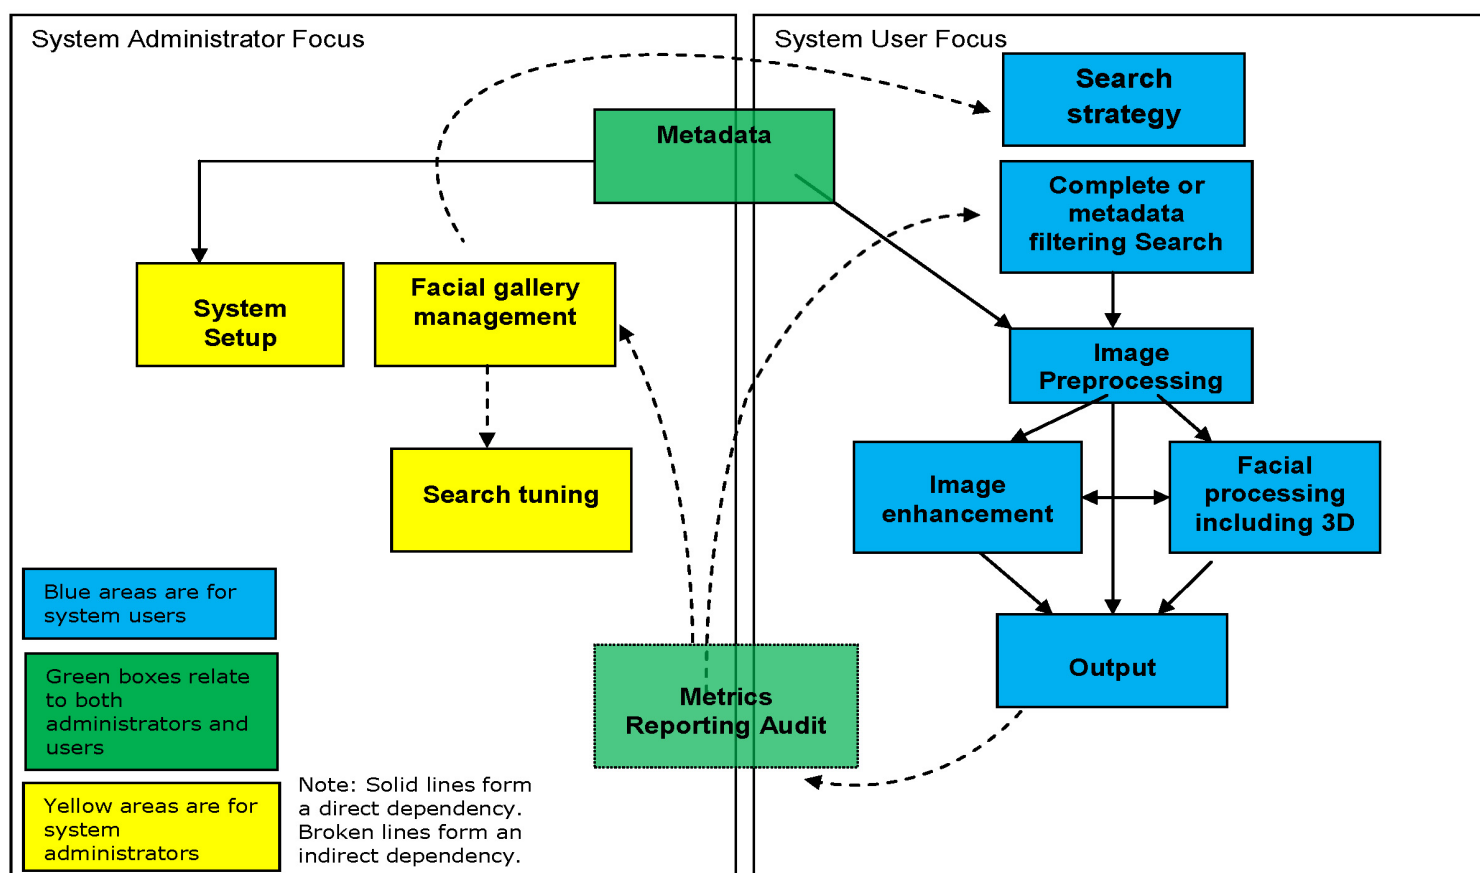 System Administrator Focus
System User Focus
Search
strategy
Metadata
Complete or
metadata
filtering Search
System
Setup
Facial gallery
management
Image
Preprocessing
Search tuning
Image
enhancement
Facial
processing
including 3D
Blue areas are for
system users
Green boxes relate
to both
administrators and
users
Metrics
Reporting Audit
Output
Yellow areas are for
system
administrators
Note: Solid lines form
a direct dependency.
Broken lines form an
indirect dependency.